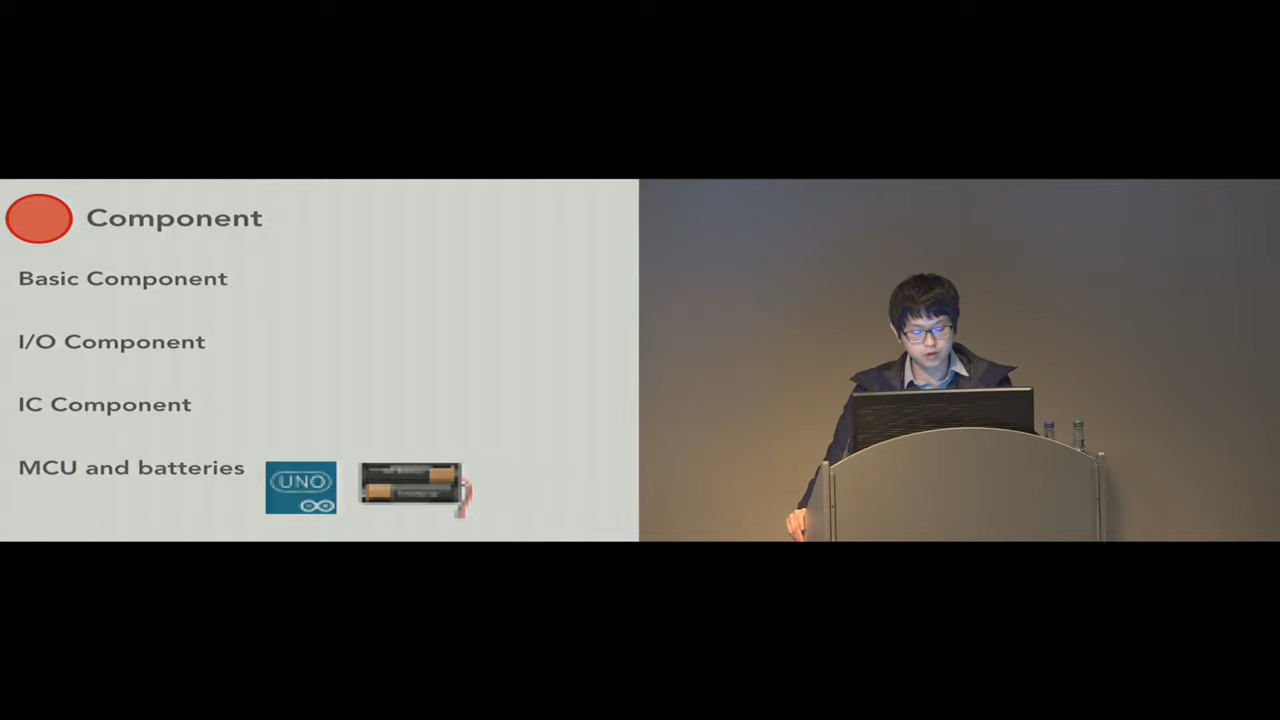 Component
Basic Component
I/O Component
IC Component
MCU and batteries
UNO